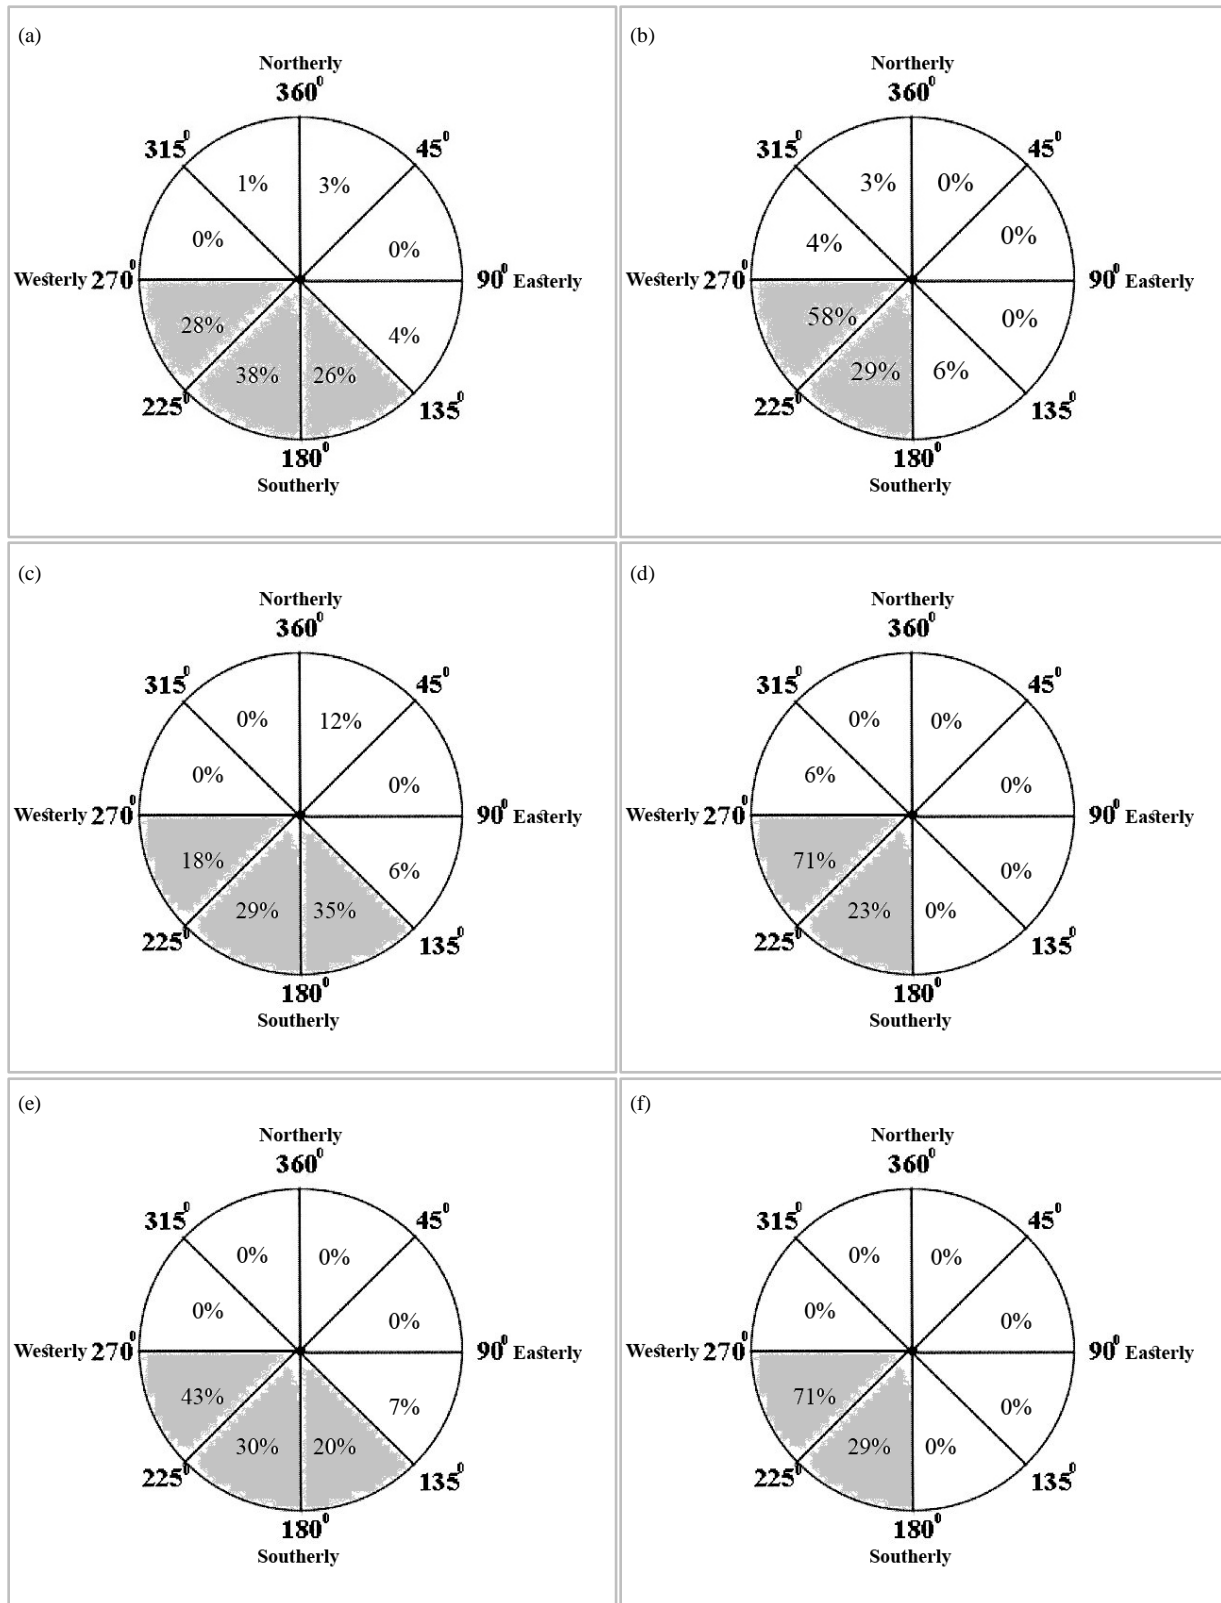 (a)
Northerly
360⁰
315⁰ 45⁰
1% 3%
0% 0%
Westerly 270⁰ 90⁰ Easterly
28% 4%
38% 26%
225⁰ 135⁰
180⁰
Southerly
(b)
Northerly
360⁰
315⁰ 45⁰
3% 0%
4% 0%
Westerly 270⁰ 90⁰ Easterly
58% 0%
29% 6%
225⁰ 135⁰
180⁰
Southerly
(c)
Northerly
360⁰
315⁰ 45⁰
0% 12%
0% 0%
Westerly 270⁰ 90⁰ Easterly
18% 6%
29% 35%
225⁰ 135⁰
180⁰
Southerly
(d)
Northerly
360⁰
315⁰ 45⁰
0% 0%
6% 0%
Westerly 270⁰ 90⁰ Easterly
71% 0%
23% 0%
225⁰ 135⁰
180⁰
Southerly
(e)
Northerly
360⁰
315⁰ 45⁰
0% 0%
0% 0%
Westerly 270⁰ 90⁰ Easterly
43% 7%
30% 20%
225⁰ 135⁰
180⁰
Southerly
(f)
Northerly
360⁰
315⁰ 45⁰
0% 0%
0% 0%
Westerly 270⁰ 90⁰ Easterly
71% 0%
29% 0%
225⁰ 135⁰
180⁰
Southerly